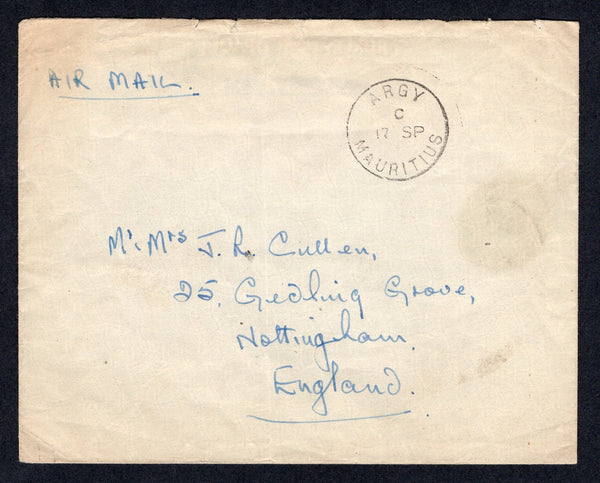 AIR MAIL.
ARGY
C
17 SP
MAURITIUS
Mr. Mrs J. R. Cullen,
25, Gedling Grove,
Nottingham.
England.